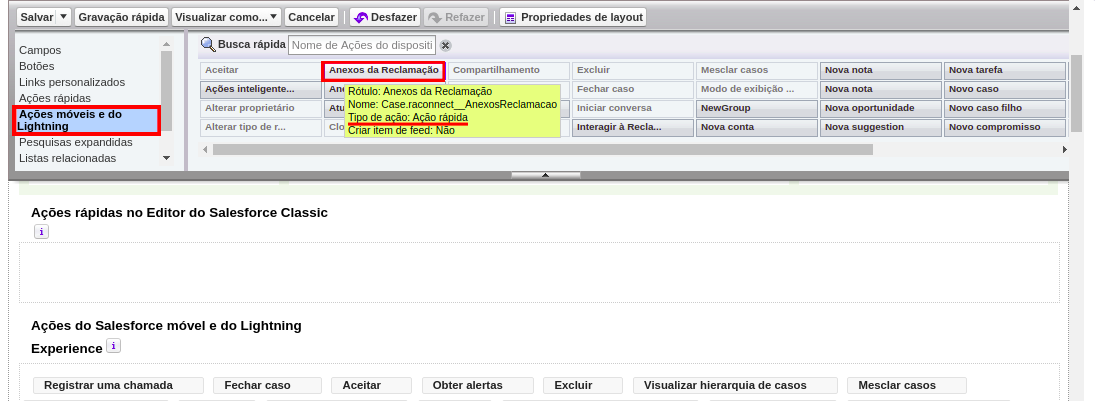 Salvar Gravação rápida Visualizar como... Cancelar Desfazer Refazer Propriedades de layout
Campos
Botões
Links personalizados
Ações rápidas
Ações móveis e do
Lightning
Pesquisas expandidas
Listas relacionadas
Busca rápida Nome de Ações do dispositi
Aceitar Anexos da Reclamação Compartilhamento Excluir Mesclar casos Nova nota Nova tarefa
Ações inteligente... Fechar caso Modo de exibição ... Nova nota Novo caso
Alterar proprietário Iniciar conversa NewGroup Nova oportunidade Novo caso filho
Alterar tipo de r... Interagir à Recla... Nova conta Nova suggestion Novo compromisso
Rótulo: Anexos da Reclamação
Nome: Case.raconnect__AnexosReclamacao
Tipo de ação: Ação rápida
Criar item de feed: Não
Ações rápidas no Editor do Salesforce Classic
i
Ações do Salesforce móvel e do Lightning
Experience i
Registrar uma chamada Fechar caso Aceitar Obter alertas Excluir Visualizar hierarquia de casos Mesclar casos